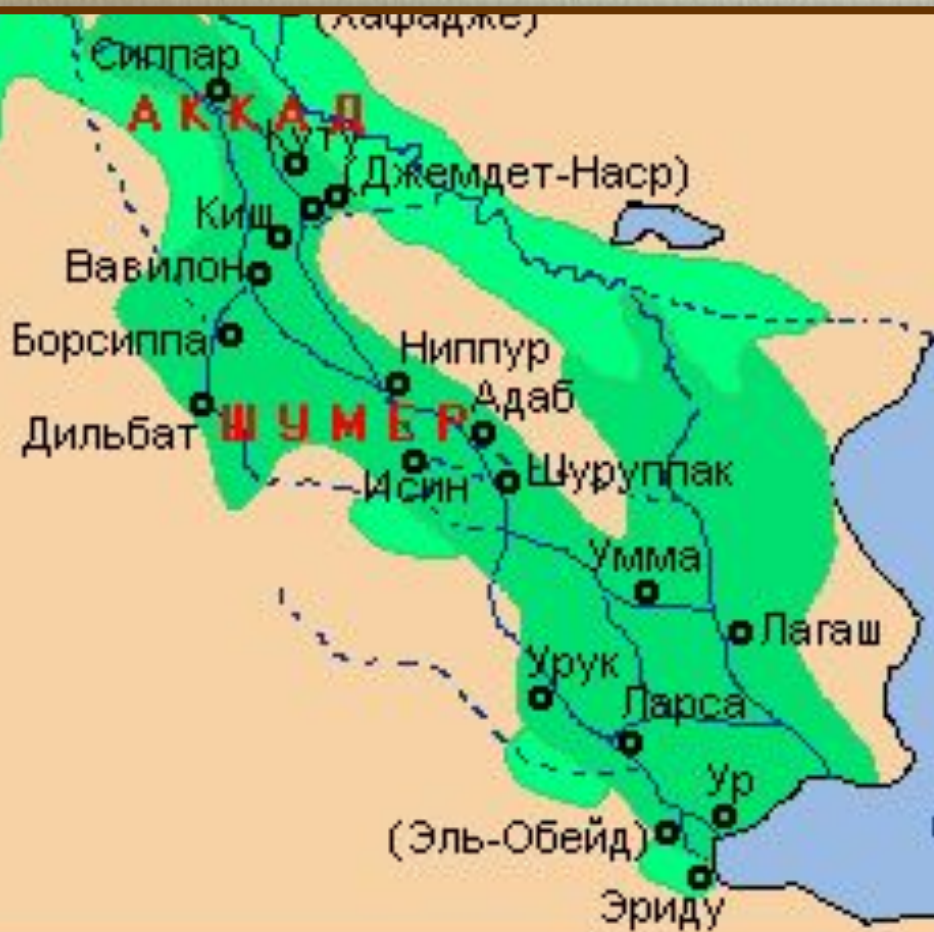 (Хафадже)
Сиппар
АККАД
Куту
(Джемдет-Наср)
Киш
Вавилон
Борсиппа
Ниппур
Адаб
Дильбат
ШУМЕР
Шуруппак
Исин
Умма
Лагаш
Урук
Ларса
Ур
(Эль-Обейд)
Эриду